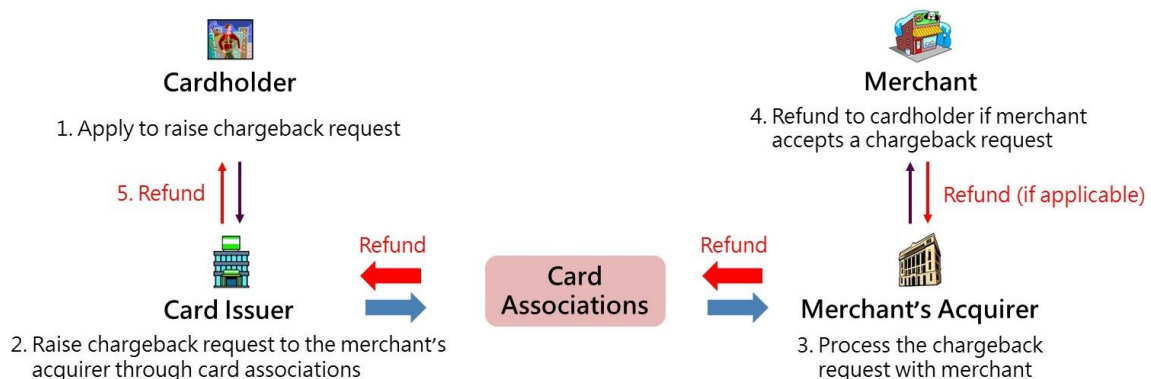 Cardholder
1. Apply to raise chargeback request
5. Refund
Card Issuer
2. Raise chargeback request to the merchant's
acquirer through card associations
Refund
Card
Associations
Refund
Merchant
4. Refund to cardholder if merchant
accepts a chargeback request
Refund (if applicable)
Merchant's Acquirer
3. Process the chargeback
request with merchant